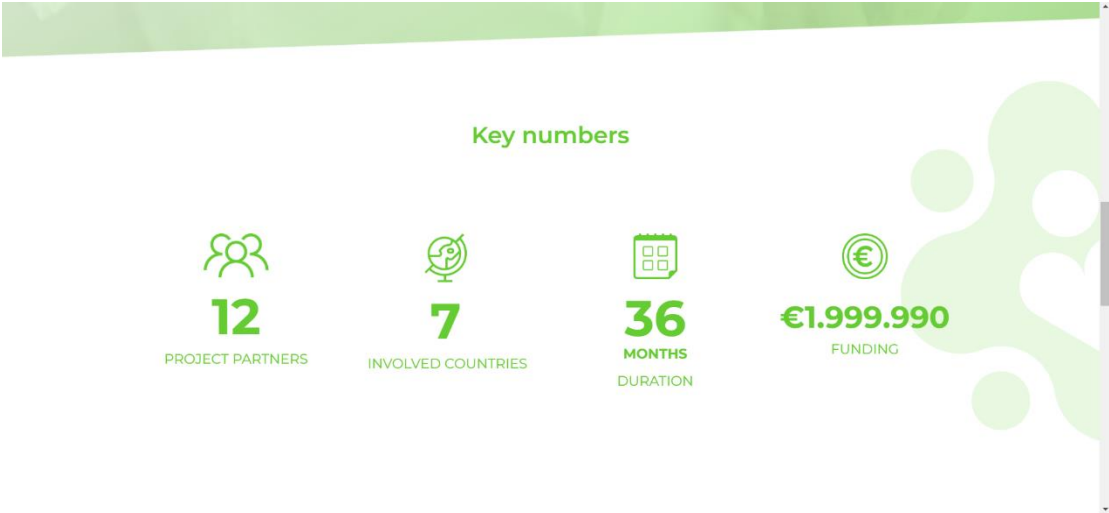 Key numbers
12
PROJECT PARTNERS
7
INVOLVED COUNTRIES
36
MONTHS
DURATION
€
€1.999.990
FUNDING